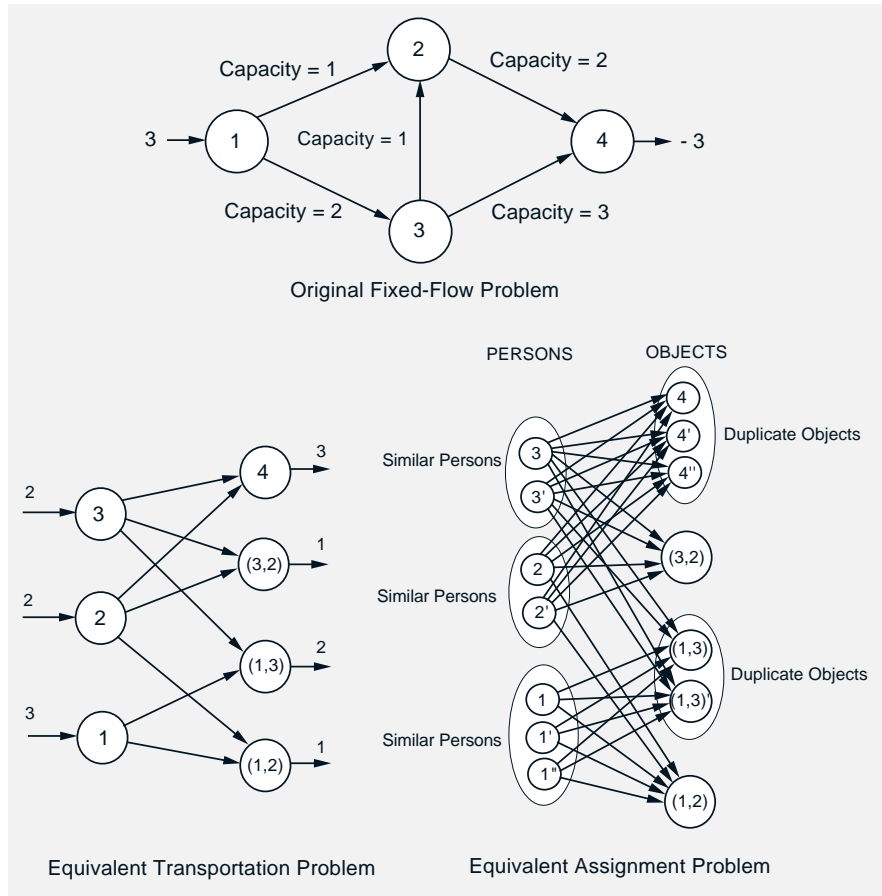 2
Capacity = 1
Capacity = 2
3
1
Capacity = 1
4
- 3
Capacity = 2
Capacity = 3
3
Original Fixed-Flow Problem
PERSONS
OBJECTS
4
4'
4''
Duplicate Objects
Similar Persons
3
3'
(3,2)
Similar Persons
2
2'
(1,3)
(1,3)'
Duplicate Objects
Similar Persons
1
1'
1"
(1,2)
2
3
4
3
(3,2)
1
2
2
(1,3)
2
3
1
(1,2)
1
Equivalent Transportation Problem
Equivalent Assignment Problem